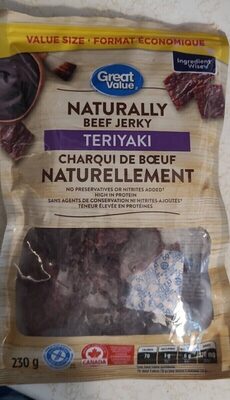 VALUE SIZE • FORMAT ÉCONOMIQUE
Great
Value
Ingredient
Wise
NATURALLY
BEEF JERKY
TERIYAKI
CHARQUI DE BŒUF
NATURELLEMENT
NO PRESERVATIVES OR NITRITES ADDED*
HIGH IN PROTEIN
SANS AGENTS DE CONSERVATION NI NITRITES AJOUTÉS*
TENEUR ÉLEVÉE EN PROTÉINES
230 g
CANADA